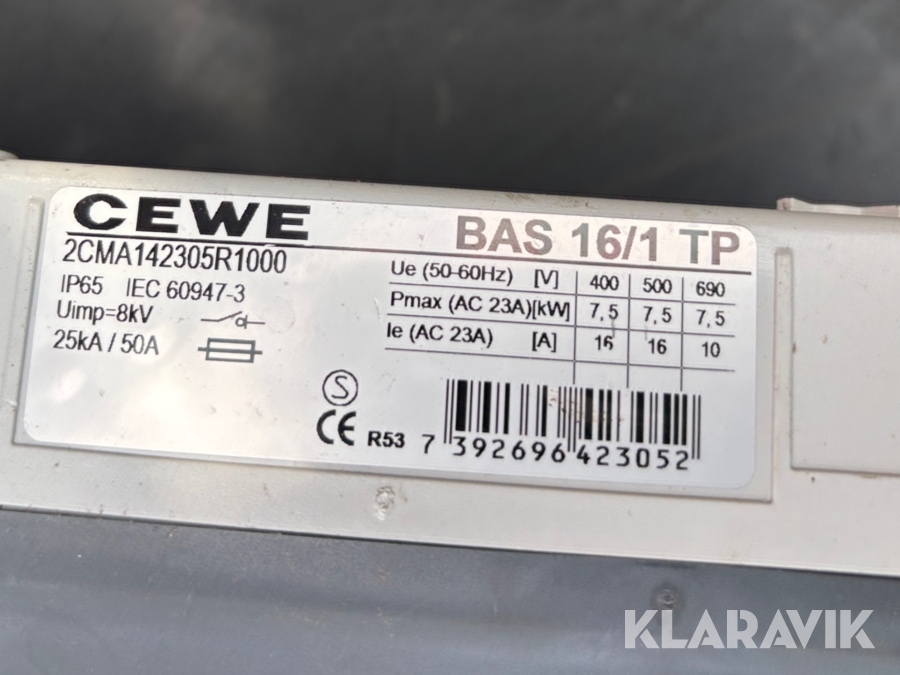 CEWE
BAS 16/1 TP
2CMA142305R1000
IP65 IEC 60947-3
Uimp=8kV
25kA / 50A
Ue (50-60Hz) [V] 400 500 690
Pmax (AC 23A)[kW] 7,5 7,5 7,5
Ie (AC 23A) [A] 16 16 10
S
CE R53 7 392696 423052
KLARAVIK